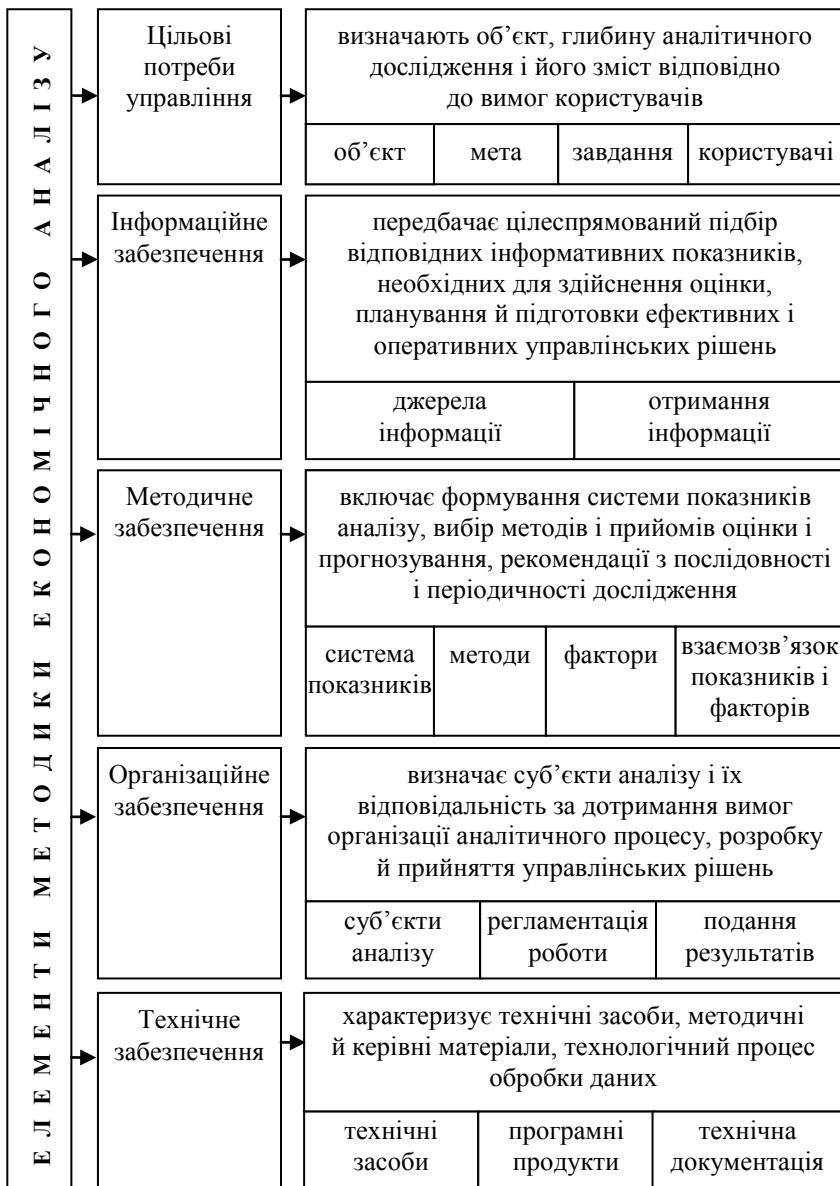 ЕЛЕМЕНТИ МЕТОДИКИ ЕКОНОМІЧНОГО АНАЛІЗУ
Цільові
потреби
управління
визначають об’єкт, глибину аналітичного
дослідження і його зміст відповідно
до вимог користувачів
об’єкт
мета
завдання
користувачі
Інформаційне
забезпечення
передбачає цілеспрямований підбір
відповідних інформативних показників,
необхідних для здійснення оцінки,
планування й підготовки ефективних і
оперативних управлінських рішень
джерела
інформації
отримання
інформації
Методичне
забезпечення
включає формування системи показників
аналізу, вибір методів і прийомів оцінки і
прогнозування, рекомендації з послідовності
і періодичності дослідження
система
показників
методи
фактори
взаємозв’язок
показників і
факторів
Організаційне
забезпечення
визначає суб’єкти аналізу і їх
відповідальність за дотримання вимог
організації аналітичного процесу, розробку
й прийняття управлінських рішень
суб’єкти
аналізу
регламентація
роботи
подання
результатів
Технічне
забезпечення
характеризує технічні засоби, методичні
й керівні матеріали, технологічний процес
обробки даних
технічні
засоби
програмні
продукти
технічна
документація